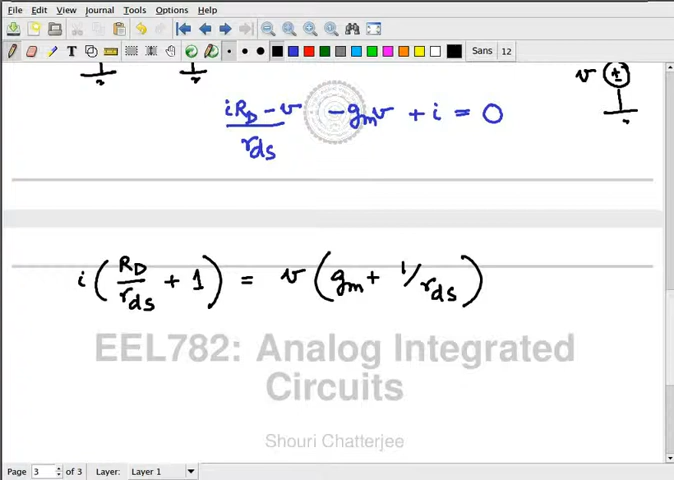 File Edit View Journal Tools Options Help
Sans 12
v ±
(iR_D - v)/r_ds - g_m v + i = 0
i ( R_D/r_ds + 1 ) = v ( g_m + 1/r_ds )
EEL782: Analog Integrated
Circuits
Shouri Chatterjee
Page 3 of 3 Layer: Layer 1